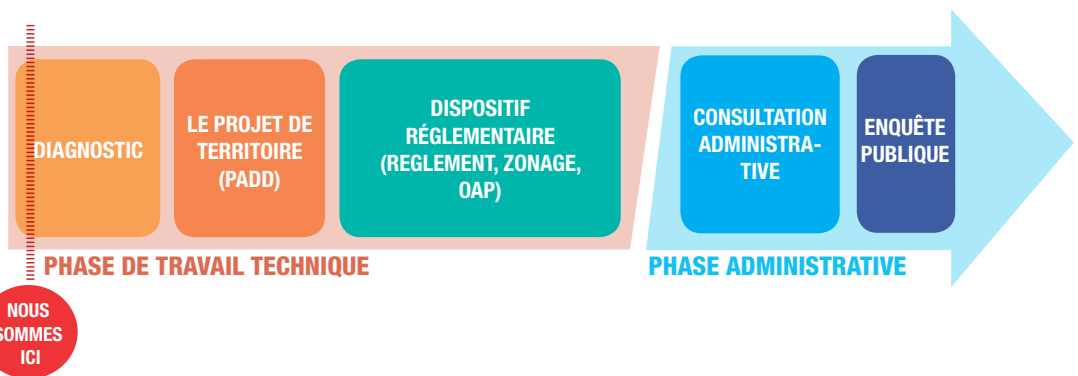 DIAGNOSTIC
LE PROJET DE
TERRITOIRE
(PADD)
DISPOSITIF
RÉGLEMENTAIRE
(REGLEMENT, ZONAGE,
OAP)
CONSULTATION
ADMINISTRA-
TIVE
ENQUÊTE
PUBLIQUE
PHASE DE TRAVAIL TECHNIQUE
PHASE ADMINISTRATIVE
NOUS
SOMMES
ICI